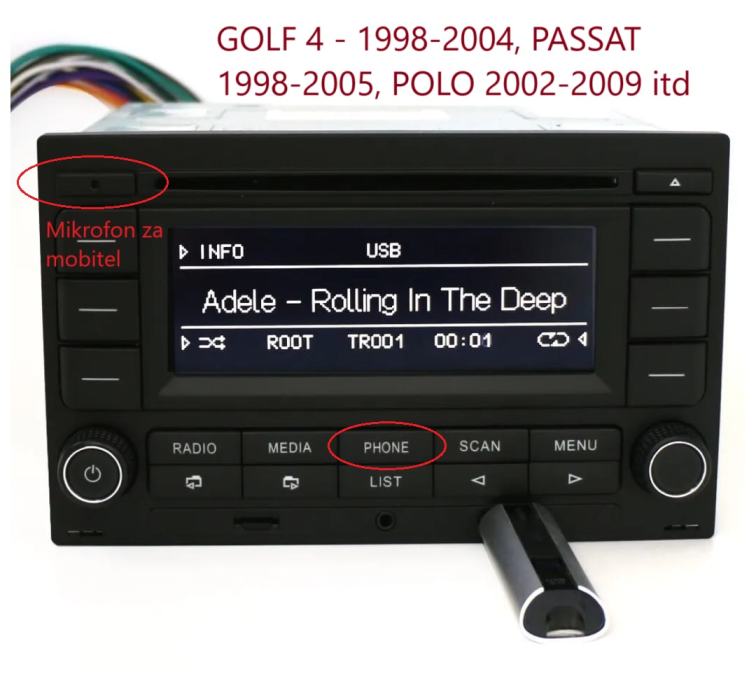 GOLF 4 - 1998-2004, PASSAT
1998-2005, POLO 2002-2009 itd
Mikrofon za
mobitel
INFO USB
Adele - Rolling In The Deep
ROOT TR001 00:01
RADIO MEDIA PHONE SCAN MENU
LIST